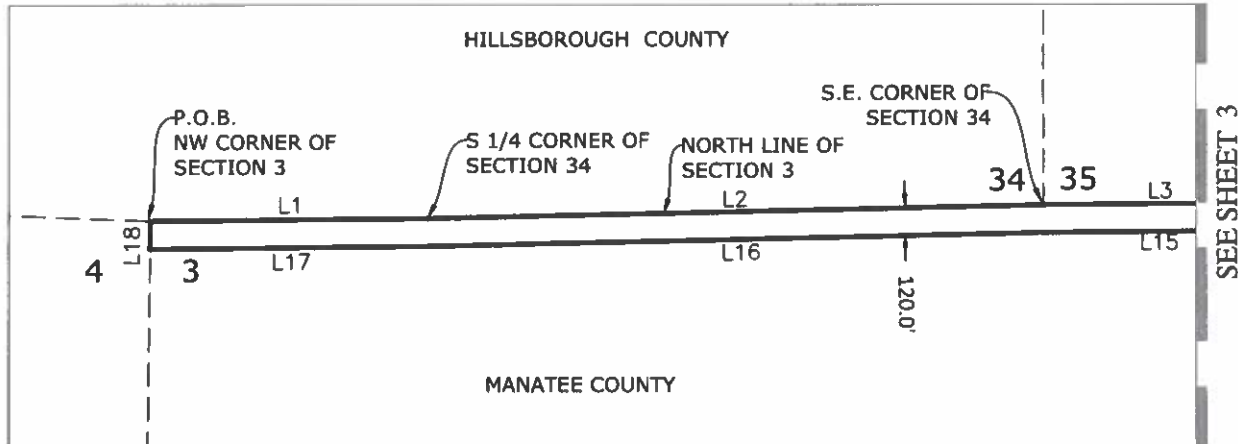 HILLSBOROUGH COUNTY
P.O.B.
NW CORNER OF
SECTION 3
S 1/4 CORNER OF
SECTION 34
NORTH LINE OF
SECTION 3
S.E. CORNER OF
SECTION 34
34 35
L1
L2
L3
L18
4 3
L17
L16
L15
120.0'
MANATEE COUNTY
SEE SHEET 3